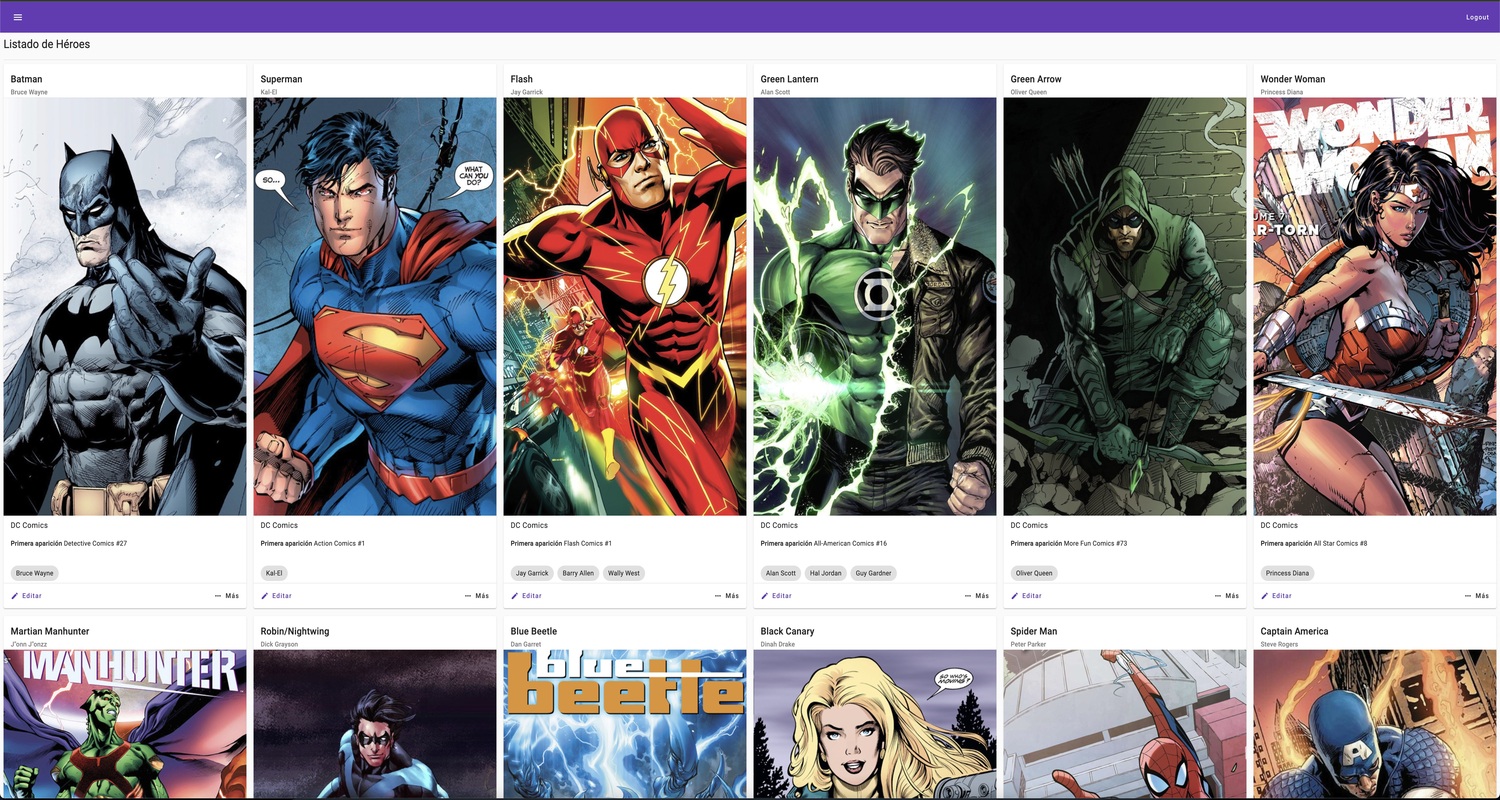 Logout
Listado de Héroes
Batman
Bruce Wayne
DC Comics
Primera aparición Detective Comics #27
Bruce Wayne
Editar
Más
Superman
Kal-El
SO...
WHAT
CAN YOU
DO?
DC Comics
Primera aparición Action Comics #1
Kal-El
Editar
Más
Flash
Jay Garrick
DC Comics
Primera aparición Flash Comics #1
Jay Garrick Barry Allen Wally West
Editar
Más
Green Lantern
Alan Scott
DC Comics
Primera aparición All-American Comics #16
Alan Scott Hal Jordan Guy Gardner
Editar
Más
Green Arrow
Oliver Queen
DC Comics
Primera aparición More Fun Comics #73
Oliver Queen
Editar
Más
Wonder Woman
Princess Diana
WONDER
WOMAN
UME 7
R-TORN
DC Comics
Primera aparición All Star Comics #8
Princess Diana
Editar
Más
Martian Manhunter
J'onn J'onzz
MANHUNTER
Robin/Nightwing
Dick Grayson
Blue Beetle
Dan Garret
blue
beetle
Black Canary
Dinah Drake
SO WHO'S
MOVING?
Spider Man
Peter Parker
Captain America
Steve Rogers